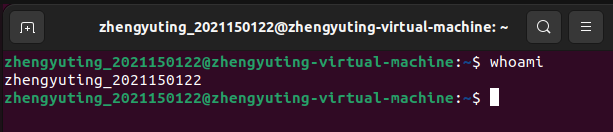 zhengyuting_2021150122@zhengyuting-virtual-machine: ~
zhengyuting_2021150122@zhengyuting-virtual-machine:~$ whoami
zhengyuting_2021150122
zhengyuting_2021150122@zhengyuting-virtual-machine:~$